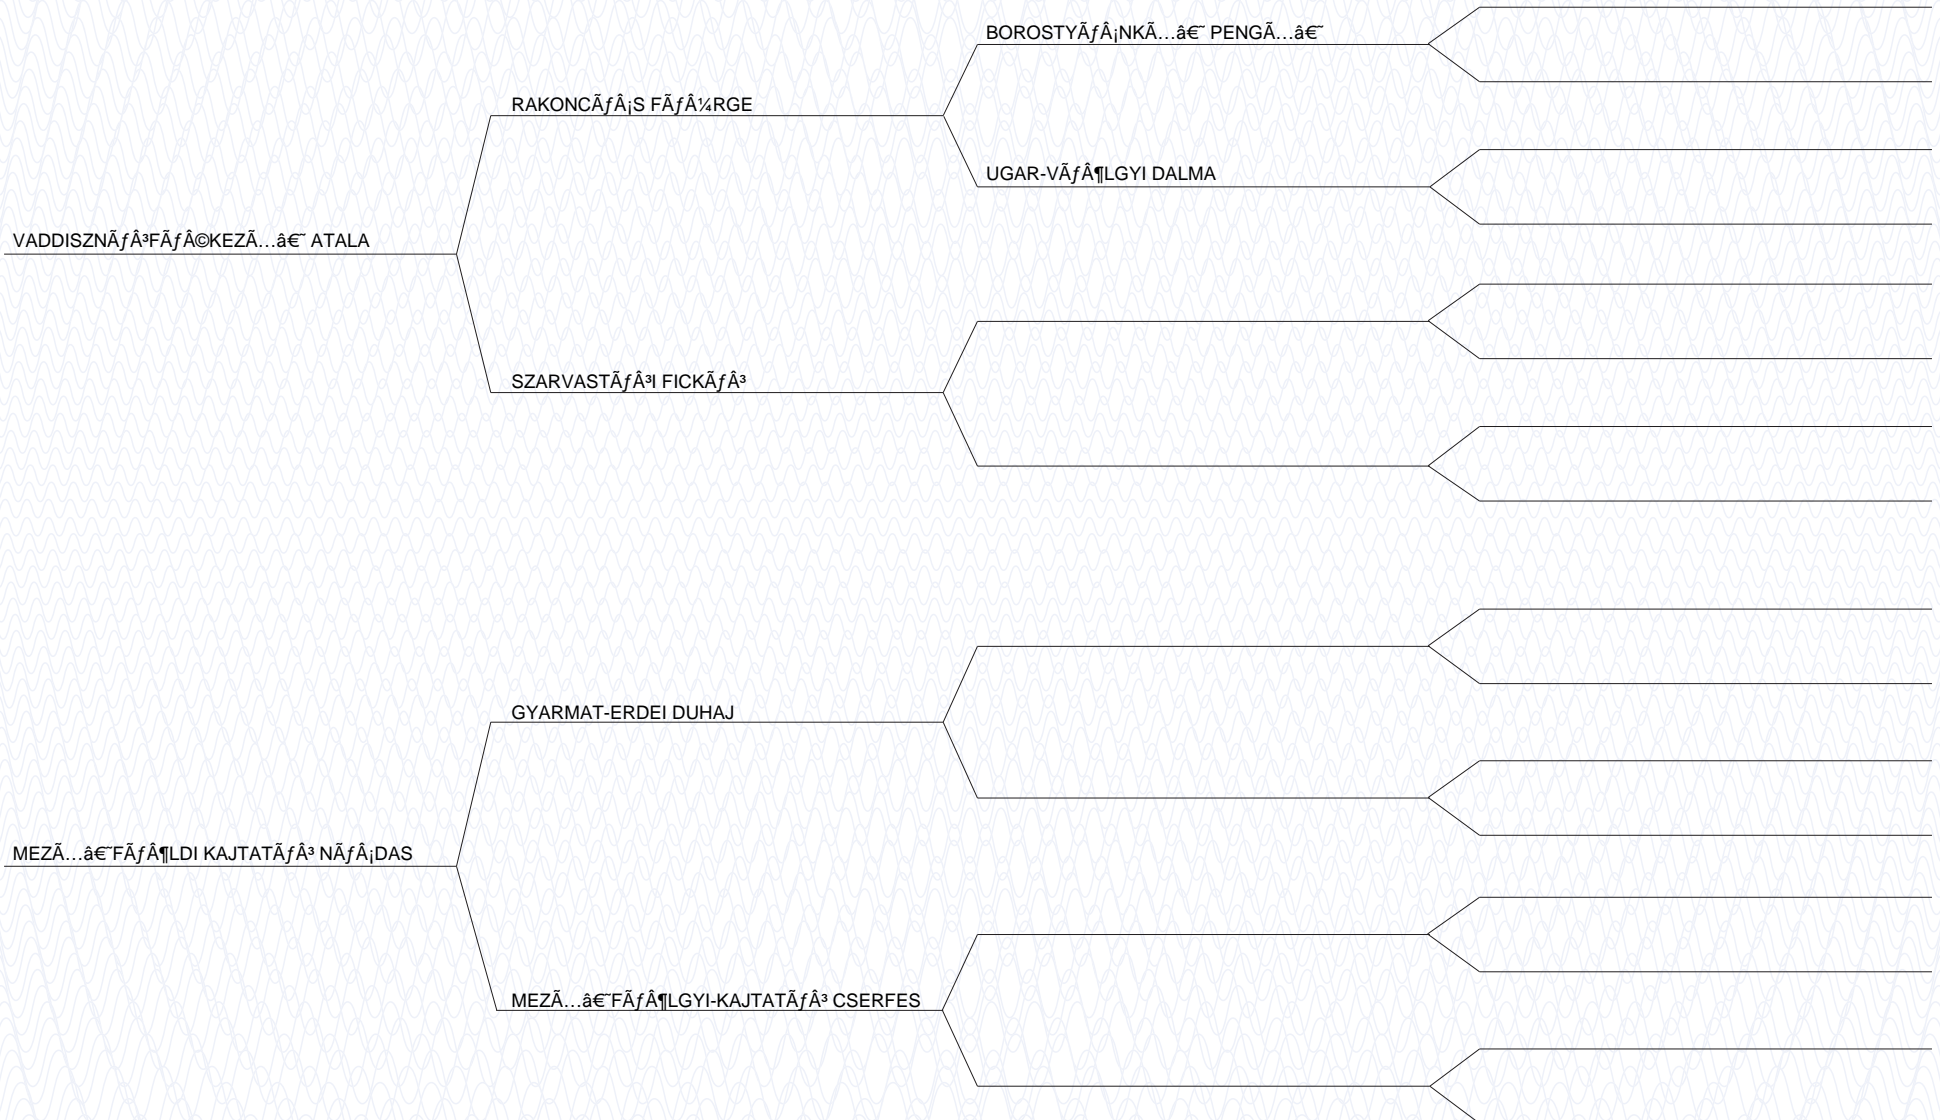 BOROSTYÃƒÂ¡NKÃ…â€˜ PENGÃ…â€˜
RAKONCÃƒÂ¡S FÃƒÂ¼RGE
UGAR-VÃƒÂ¶LGYI DALMA
VADDISZNÃƒÂ³FÃƒÂ©KEZÃ…â€˜ ATALA
SZARVASTÃƒÂ³I FICKÃƒÂ³
GYARMAT-ERDEI DUHAJ
MEZÃ…â€˜FÃƒÂ¶LDI KAJTATÃƒÂ³ NÃƒÂ¡DAS
MEZÃ…â€˜FÃƒÂ¶LGYI-KAJTATÃƒÂ³ CSERFES